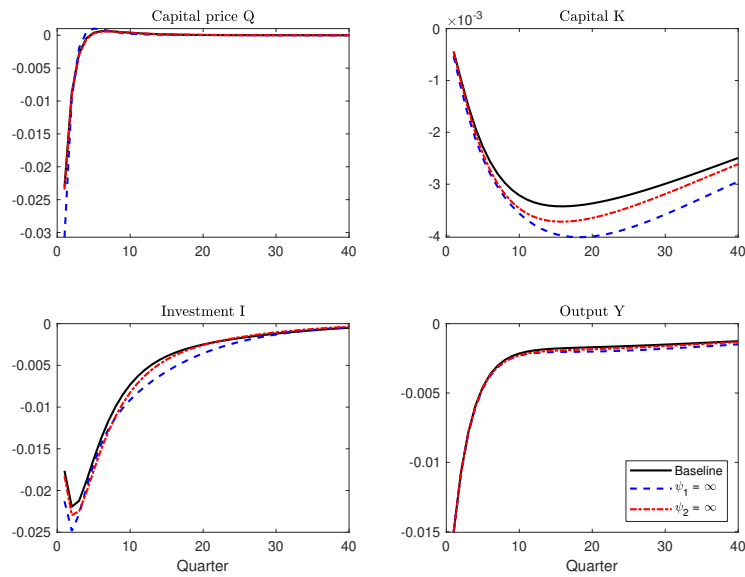 Capital price Q
0
-0.005
-0.01
-0.015
-0.02
-0.025
-0.03
0 10 20 30 40
Capital K
×10⁻³
0
-1
-2
-3
-4
0 10 20 30 40
Investment I
0
-0.005
-0.01
-0.015
-0.02
-0.025
0 10 20 30 40
Quarter
Output Y
0
-0.005
-0.01
-0.015
0 10 20 30 40
Quarter
Baseline
ψ₁ = ∞
ψ₂ = ∞